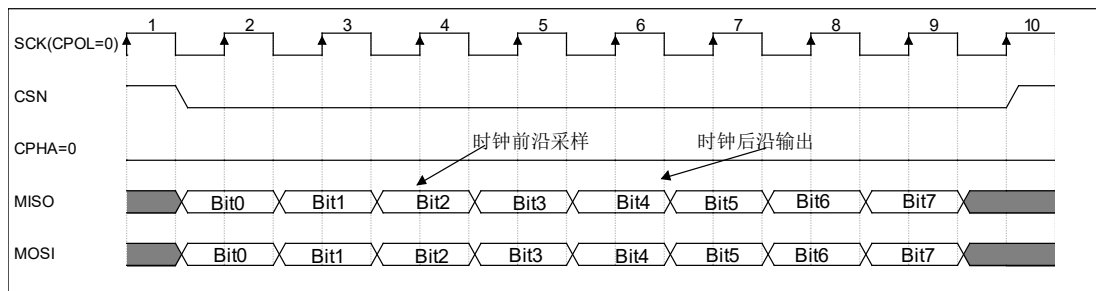 1 2 3 4 5 6 7 8 9 10
SCK(CPOL=0)
CSN
时钟前沿采样 时钟后沿输出
CPHA=0
MISO Bit0 Bit1 Bit2 Bit3 Bit4 Bit5 Bit6 Bit7
MOSI Bit0 Bit1 Bit2 Bit3 Bit4 Bit5 Bit6 Bit7